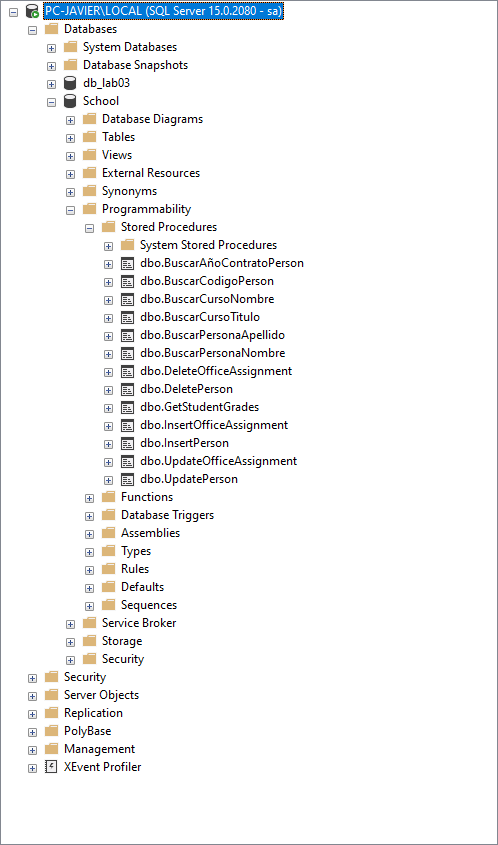 PC-JAVIER\LOCAL (SQL Server 15.0.2080 - sa)
Databases
System Databases
Database Snapshots
db_lab03
School
Database Diagrams
Tables
Views
External Resources
Synonyms
Programmability
Stored Procedures
System Stored Procedures
dbo.BuscarAñoContratoPerson
dbo.BuscarCodigoPerson
dbo.BuscarCursoNombre
dbo.BuscarCursoTitulo
dbo.BuscarPersonaApellido
dbo.BuscarPersonaNombre
dbo.DeleteOfficeAssignment
dbo.DeletePerson
dbo.GetStudentGrades
dbo.InsertOfficeAssignment
dbo.InsertPerson
dbo.UpdateOfficeAssignment
dbo.UpdatePerson
Functions
Database Triggers
Assemblies
Types
Rules
Defaults
Sequences
Service Broker
Storage
Security
Security
Server Objects
Replication
PolyBase
Management
XEvent Profiler